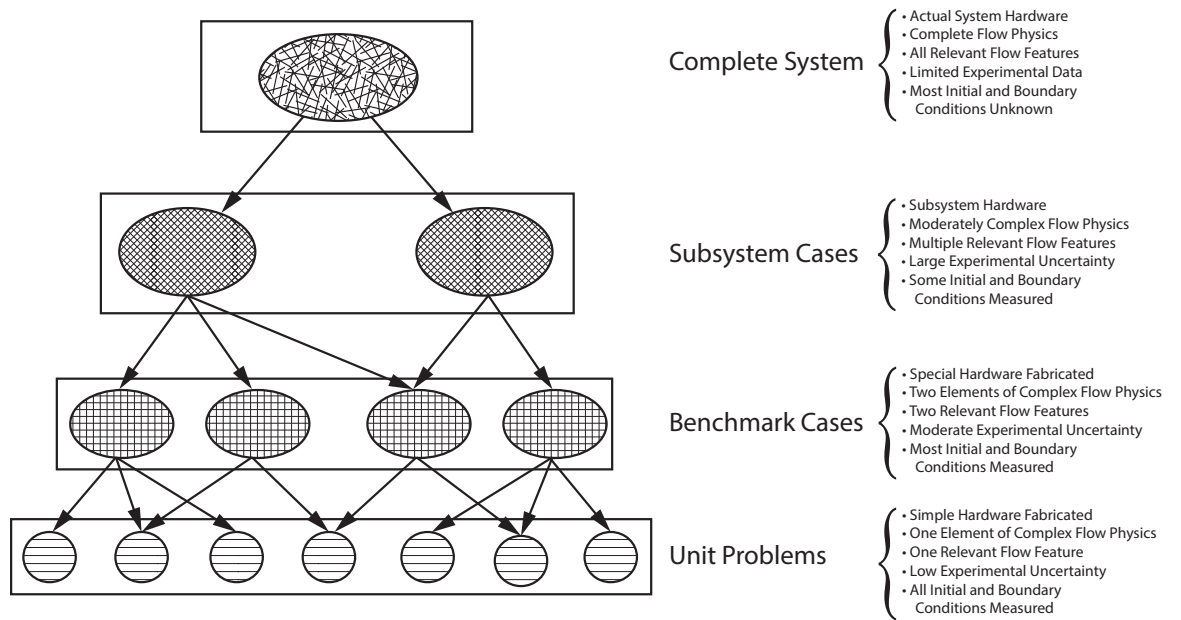 Complete System
• Actual System Hardware
• Complete Flow Physics
• All Relevant Flow Features
• Limited Experimental Data
• Most Initial and Boundary
Conditions Unknown
Subsystem Cases
• Subsystem Hardware
• Moderately Complex Flow Physics
• Multiple Relevant Flow Features
• Large Experimental Uncertainty
• Some Initial and Boundary
Conditions Measured
Benchmark Cases
• Special Hardware Fabricated
• Two Elements of Complex Flow Physics
• Two Relevant Flow Features
• Moderate Experimental Uncertainty
• Most Initial and Boundary
Conditions Measured
Unit Problems
• Simple Hardware Fabricated
• One Element of Complex Flow Physics
• One Relevant Flow Feature
• Low Experimental Uncertainty
• All Initial and Boundary
Conditions Measured